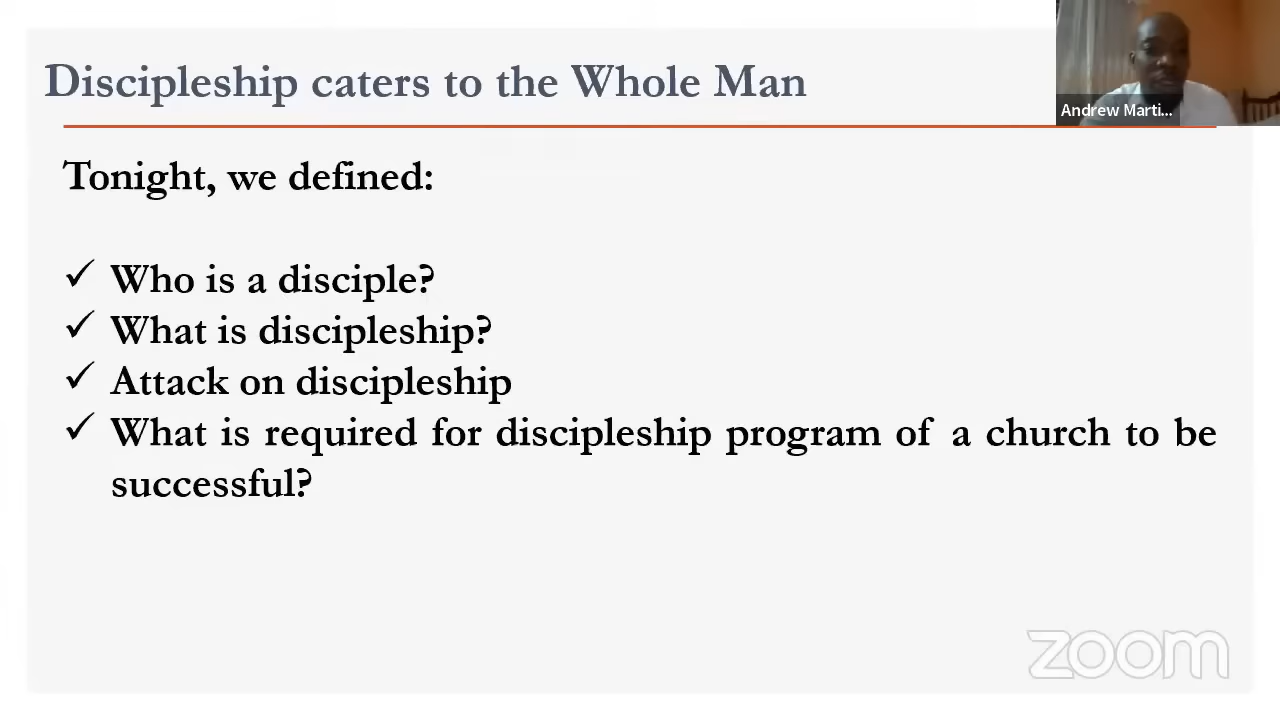 Discipleship caters to the Whole Man
Andrew Marti...
Tonight, we defined:
✓ Who is a disciple?
✓ What is discipleship?
✓ Attack on discipleship
✓ What is required for discipleship program of a church to be
successful?
zoom